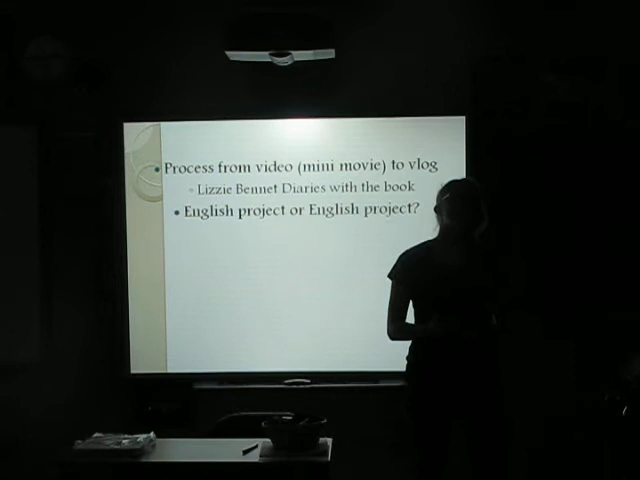 Process from video (mini movie) to vlog
Lizzie Bennet Diaries with the book
English project or English project?